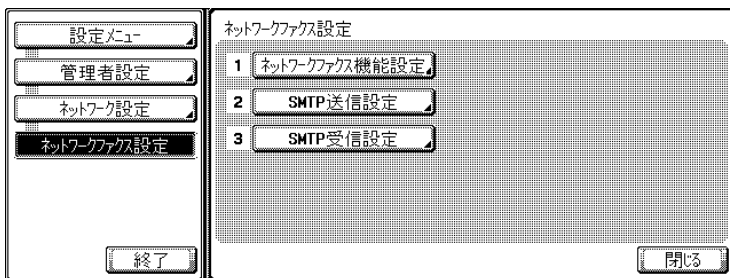 設定メニュー
管理者設定
ネットワーク設定
ネットワークファクス設定
終了
ネットワークファクス設定
1 ネットワークファクス機能設定
2 SMTP送信設定
3 SMTP受信設定
閉じる